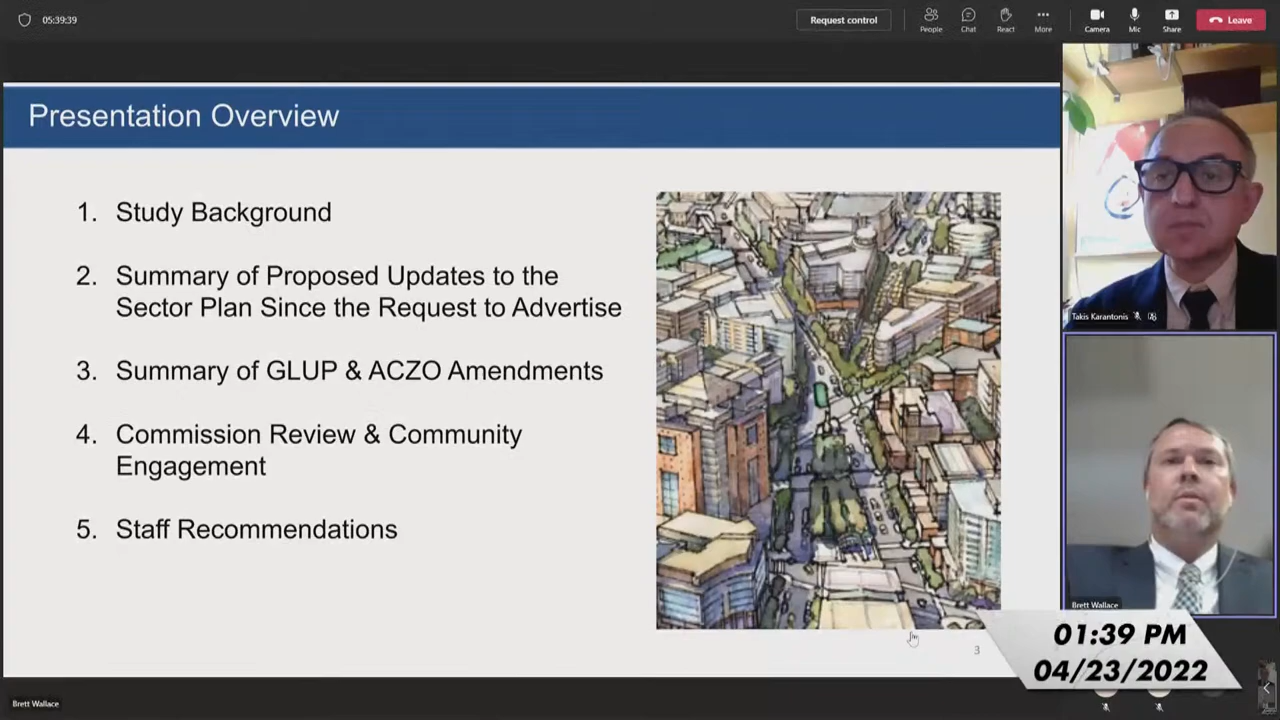 05:39:39
Request control
People
Chat
React
More
Camera
Mic
Share
Leave
Presentation Overview
1. Study Background
2. Summary of Proposed Updates to the
Sector Plan Since the Request to Advertise
3. Summary of GLUP & ACZO Amendments
4. Commission Review & Community
Engagement
5. Staff Recommendations
3
Takis Karantonis
Brett Wallace
01:39 PM
04/23/2022
Brett Wallace